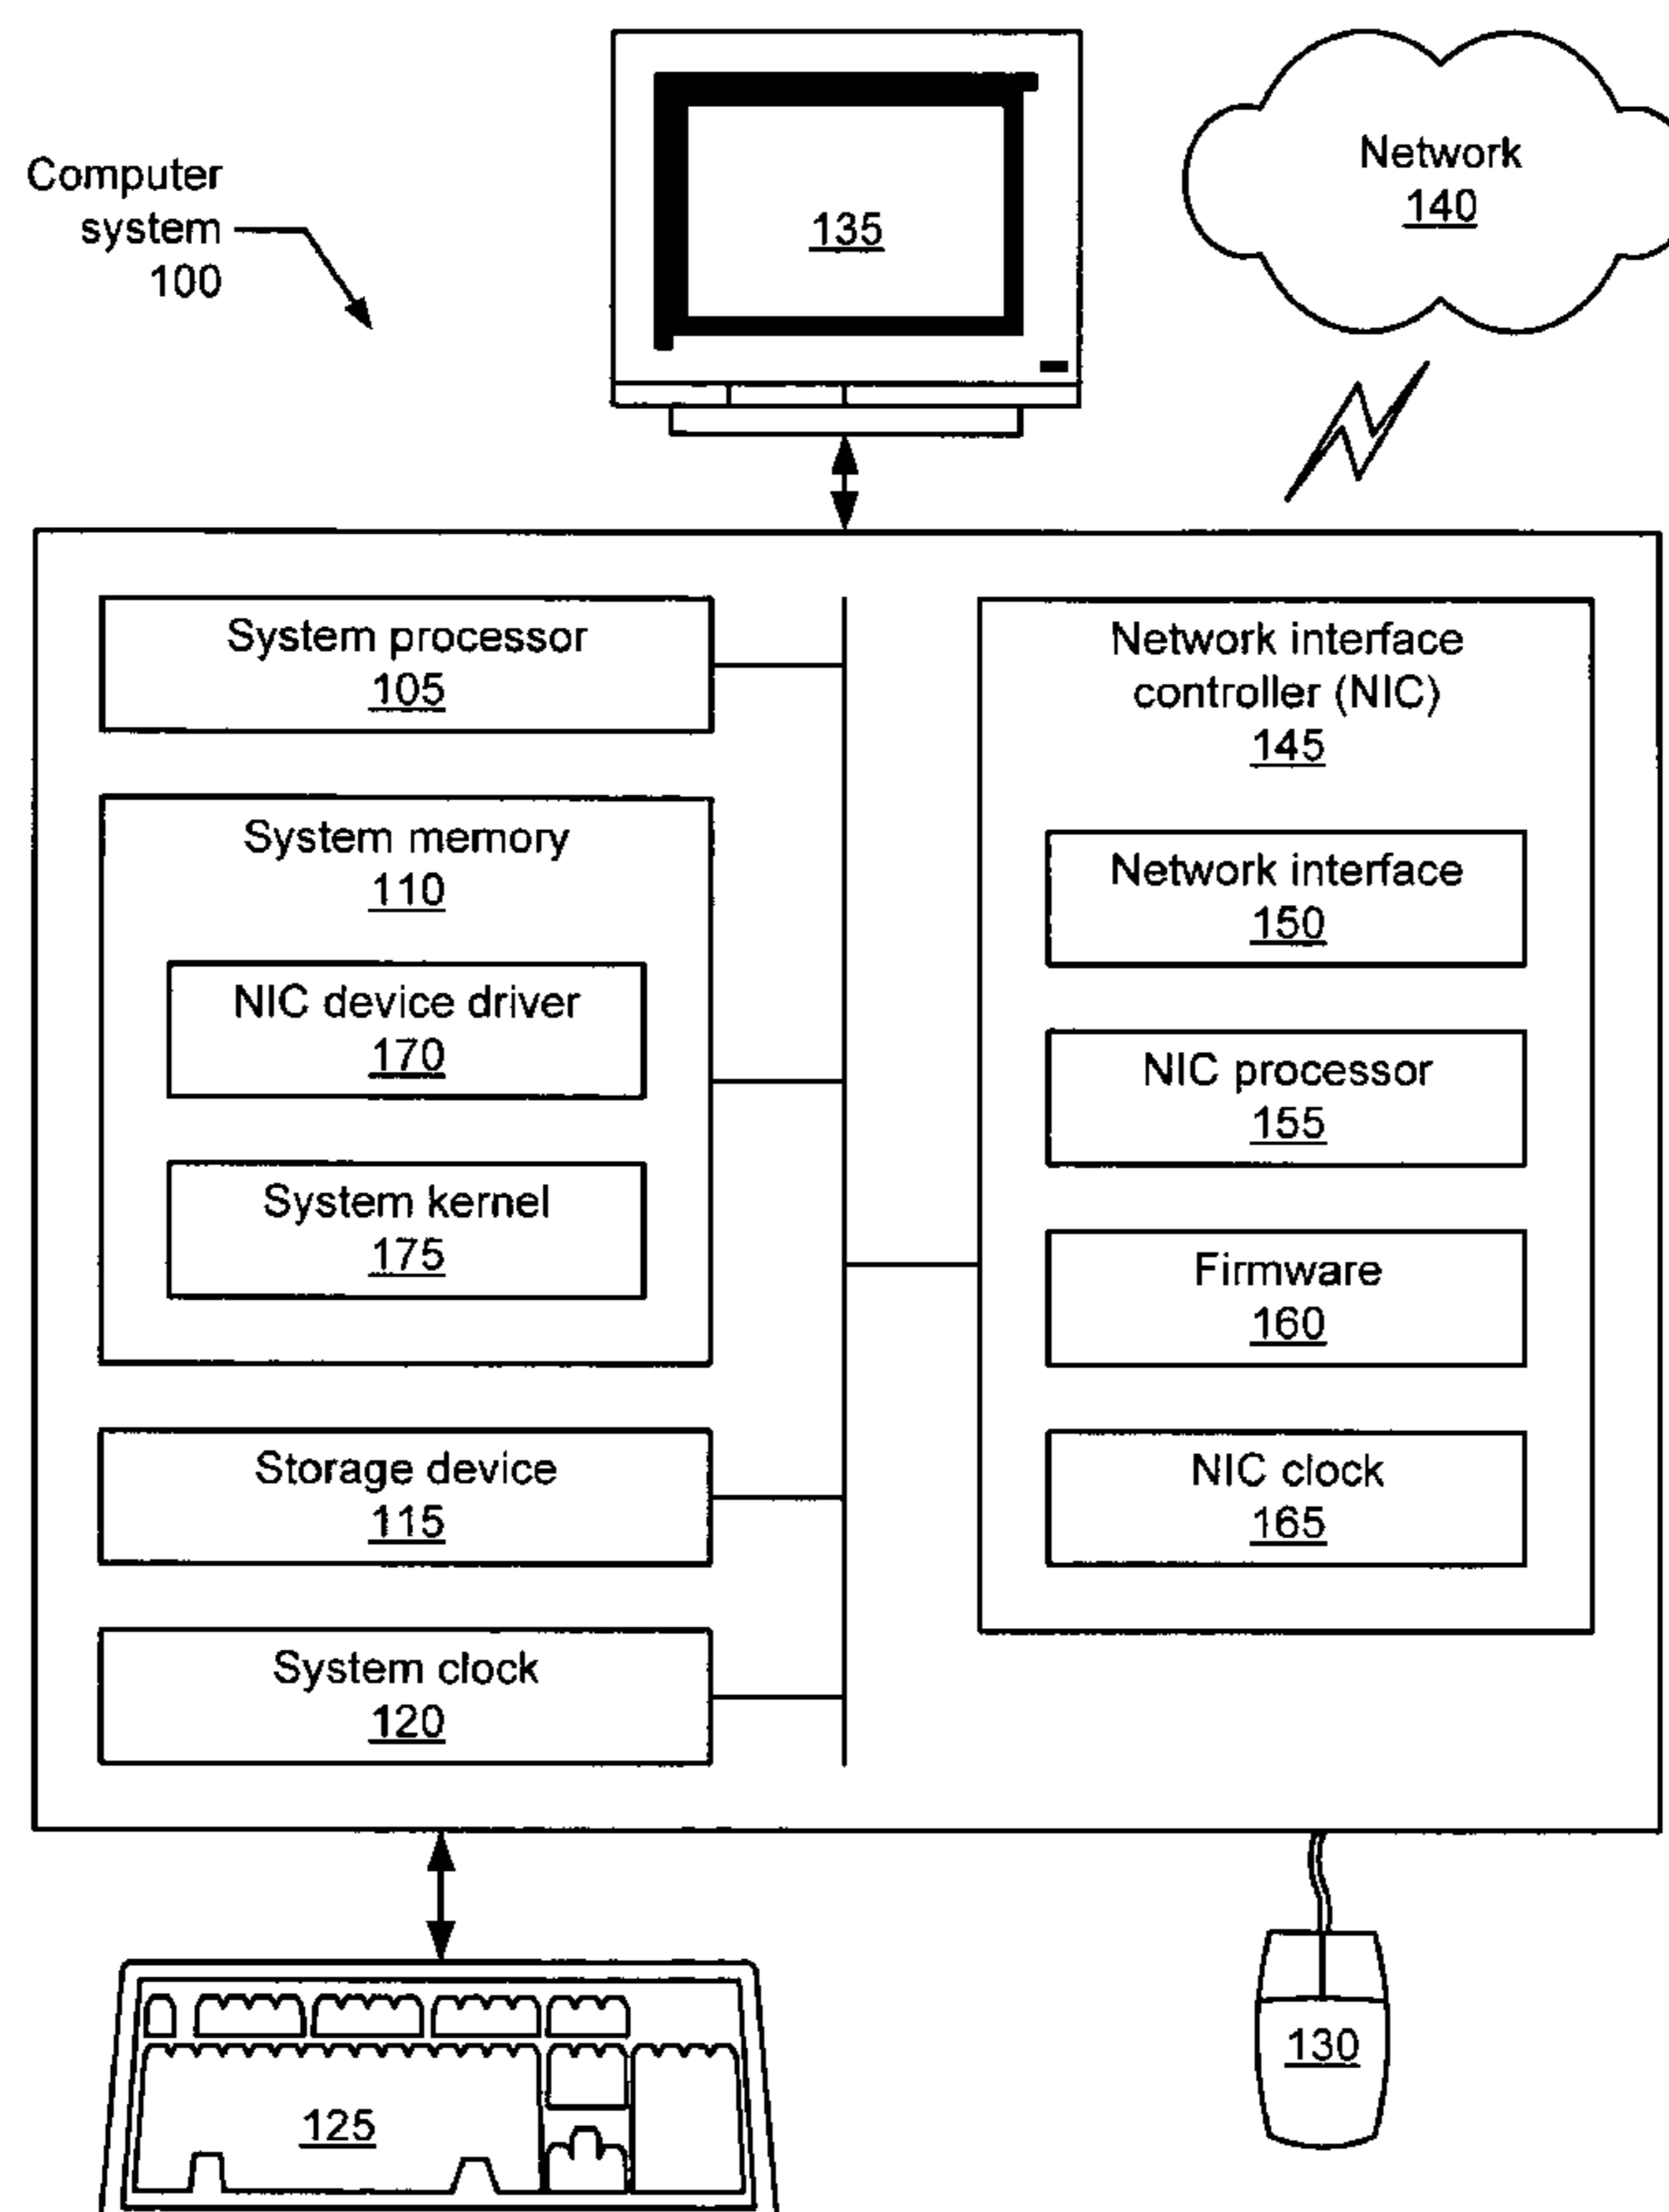 Computer
system
100
135
Network
140
System processor
105
System memory
110
NIC device driver
170
System kernel
175
Storage device
115
System clock
120
Network interface
controller (NIC)
145
Network interface
150
NIC processor
155
Firmware
160
NIC clock
165
125
130